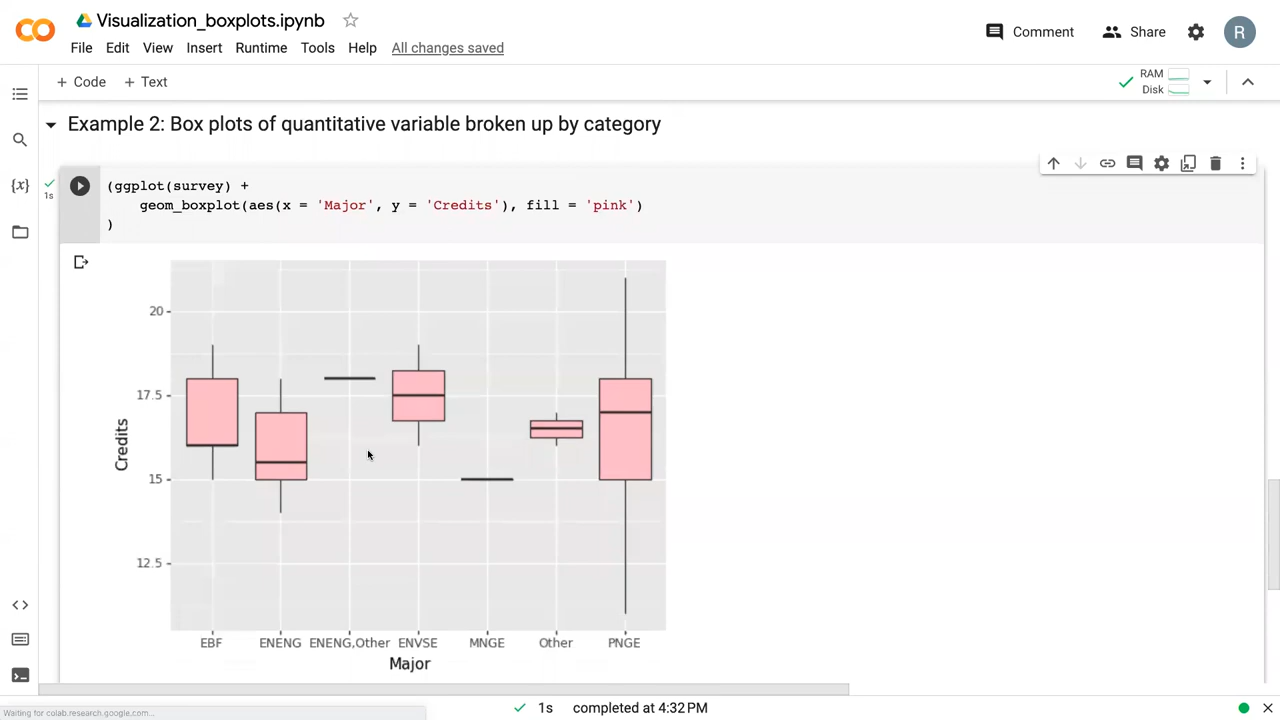 Visualization_boxplots.ipynb
Comment
Share
R
File Edit View Insert Runtime Tools Help All changes saved
+ Code + Text
RAM
Disk
Example 2: Box plots of quantitative variable broken up by category
{x}
1s
(ggplot(survey) +
geom_boxplot(aes(x = 'Major', y = 'Credits'), fill = 'pink')
)
20
17.5
15
12.5
Credits
EBF ENENG ENENG,Other ENVSE MNGE Other PNGE
Major
Waiting for colab.research.google.com...
1s completed at 4:32 PM